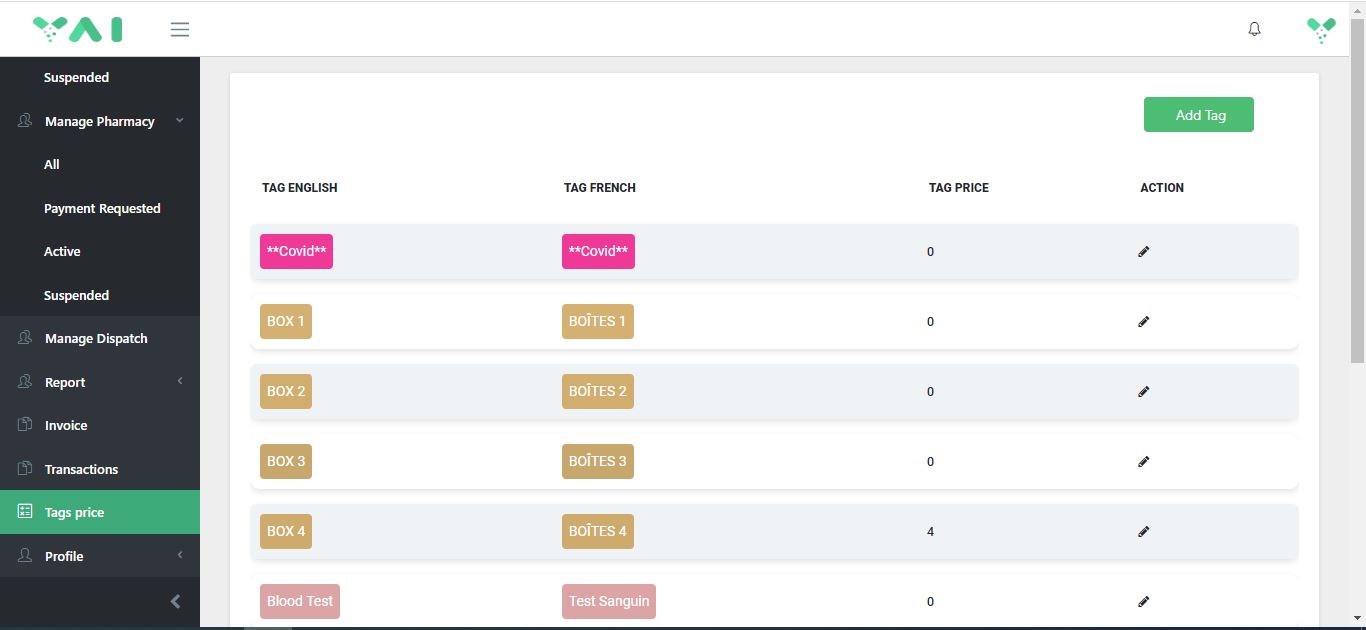 YAI
Suspended
Manage Pharmacy
All
Payment Requested
Active
Suspended
Manage Dispatch
Report
Invoice
Transactions
Tags price
Profile
Add Tag
TAG ENGLISH TAG FRENCH TAG PRICE ACTION
**Covid** **Covid** 0
BOX 1 BOÎTES 1 0
BOX 2 BOÎTES 2 0
BOX 3 BOÎTES 3 0
BOX 4 BOÎTES 4 4
Blood Test Test Sanguin 0